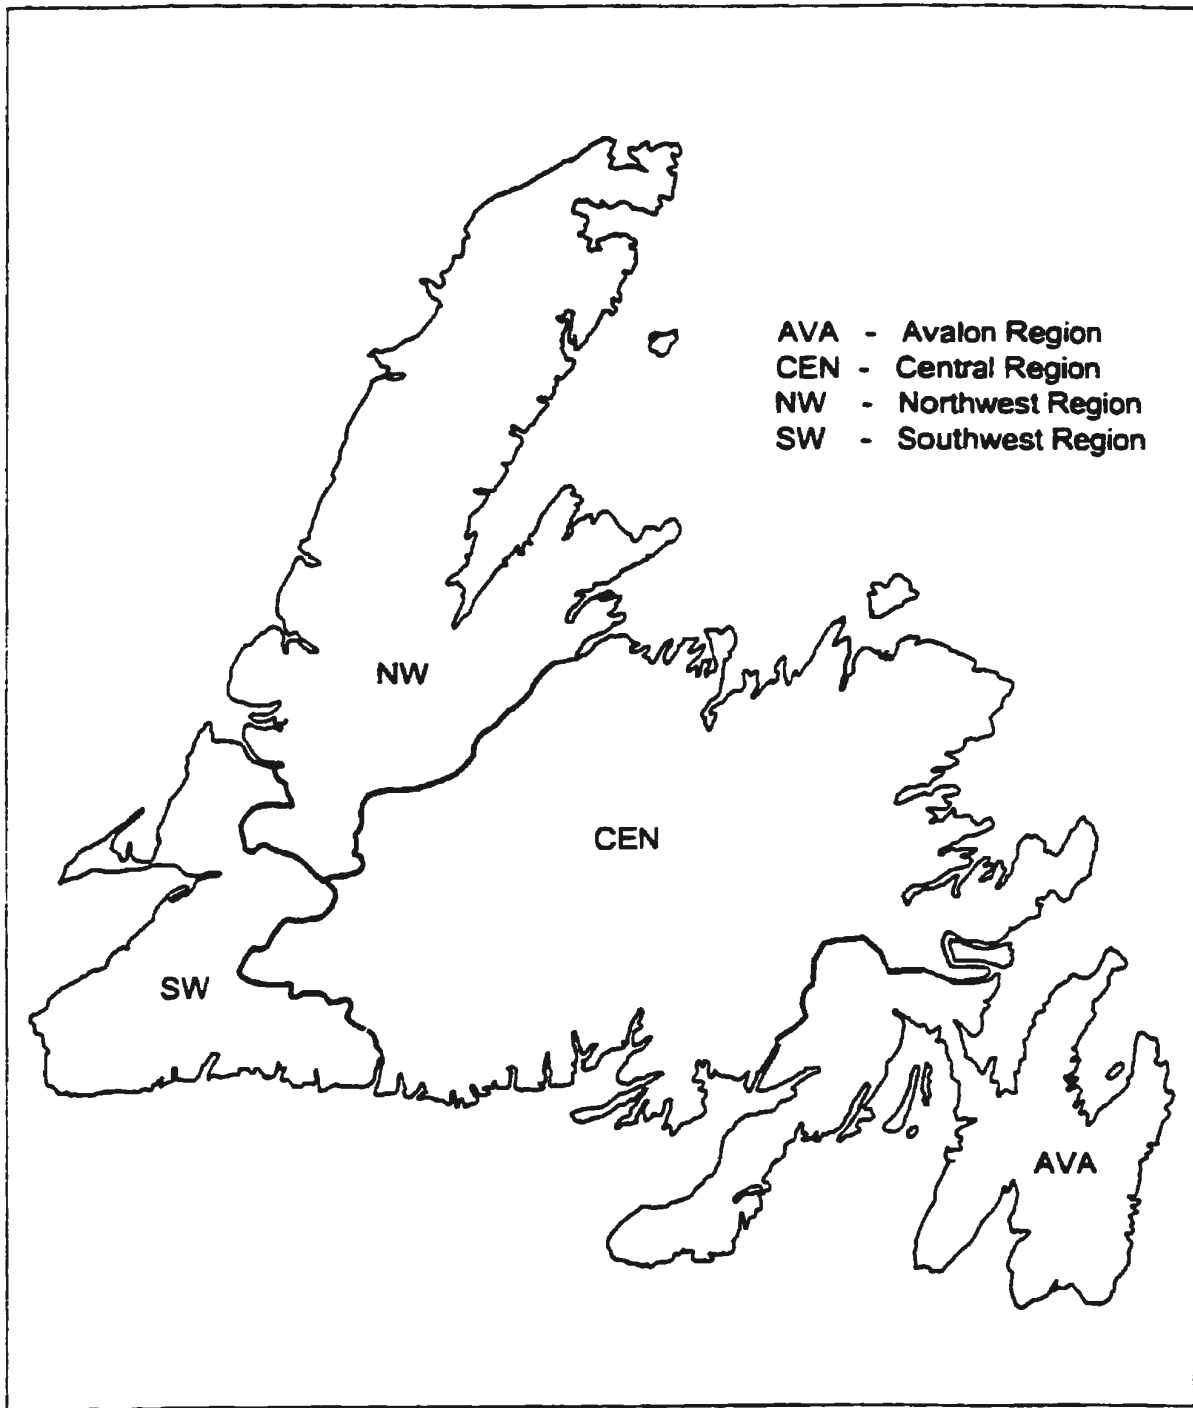 AVA - Avalon Region
CEN - Central Region
NW - Northwest Region
SW - Southwest Region
NW
CEN
SW
AVA